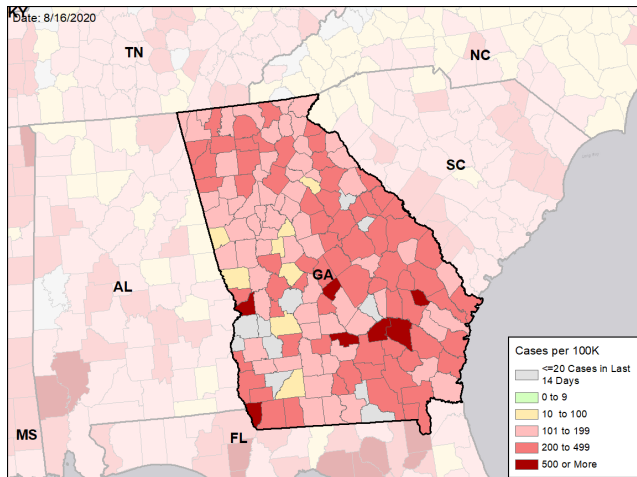 KY
Date: 8/16/2020
TN
NC
SC
AL
GA
MS
FL
Cases per 100K
<=20 Cases in Last
14 Days
0 to 9
10 to 100
101 to 199
200 to 499
500 or More